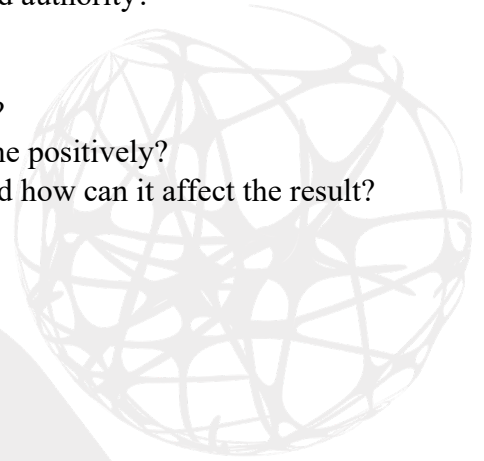 d authority?
?
ne positively?
d how can it affect the result?